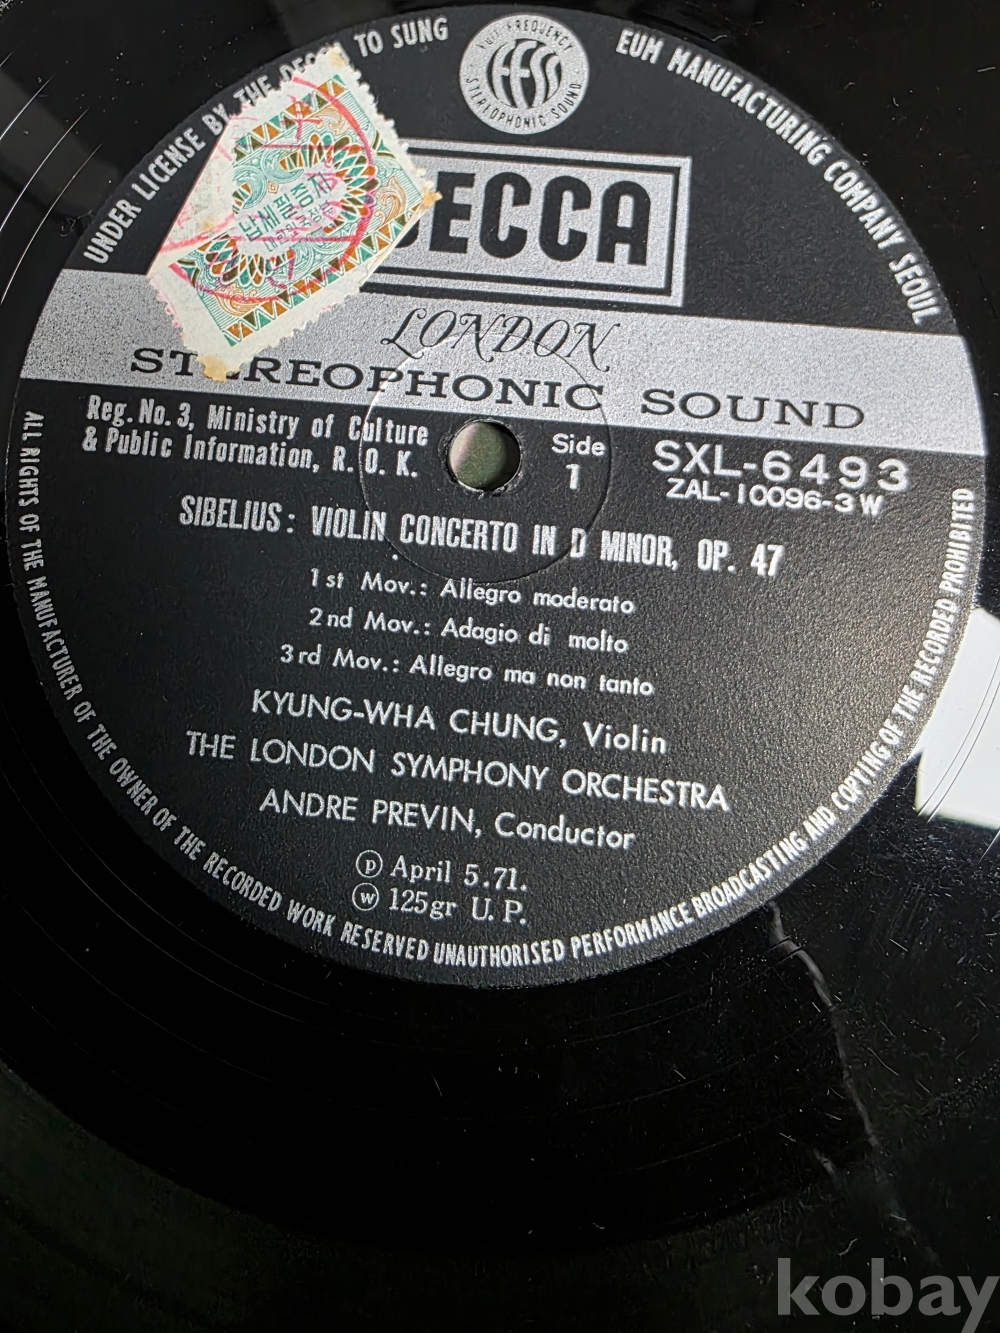 UNDER LICENSE BY THE DECCA TO SUNG EUM MANUFACTURING COMPANY SEOUL
FULL FREQUENCY
FFSS
STEREOPHONIC SOUND
DECCA
납세필
LONDON
STEREOPHONIC SOUND
Reg. No. 3, Ministry of Culture
& Public Information, R. O. K.
Side
1
SXL-6493
ZAL-10096-3W
SIBELIUS: VIOLIN CONCERTO IN D MINOR, OP. 47
1st Mov.: Allegro moderato
2nd Mov.: Adagio di molto
3rd Mov.: Allegro ma non tanto
KYUNG-WHA CHUNG, Violin
THE LONDON SYMPHONY ORCHESTRA
ANDRE PREVIN, Conductor
Ⓟ April 5.71.
ⓦ 125gr U.P.
ALL RIGHTS OF THE MANUFACTURER OF THE OWNER OF THE RECORDED WORK RESERVED UNAUTHORISED PERFORMANCE BROADCASTING AND COPYING OF THE RECORDED PROHIBITED
kobay